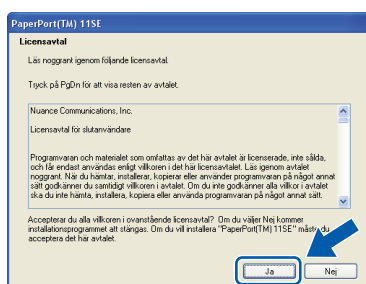 PaperPort(TM) 11SE
Licensavtal
Läs noggrant igenom följande licensavtal.
Tryck på PgDn för att visa resten av avtalet.
Nuance Communications, Inc.
Licensavtal för slutanvändare
Programvaran och materialet som omfattas av det här avtalet är licenserade, inte sålda,
och får endast användas enligt villkoren i det här licensavtalet. Läs igenom avtalet
noggrant. När du hämtar, installerar, kopierar eller använder programvaran på något annat
sätt godkänner du samtidigt villkoren i avtalet. Om du inte godkänner alla villkor i avtalet
ska du inte hämta, installera, kopiera eller använda programvaran på något annat sätt.
Accepterar du alla villkoren i ovanstående licensavtal? Om du väljer Nej kommer
installationsprogrammet att stängas. Om du vill installera "PaperPort(TM) 11SE" måste du
acceptera det här avtalet.
Ja
Nej